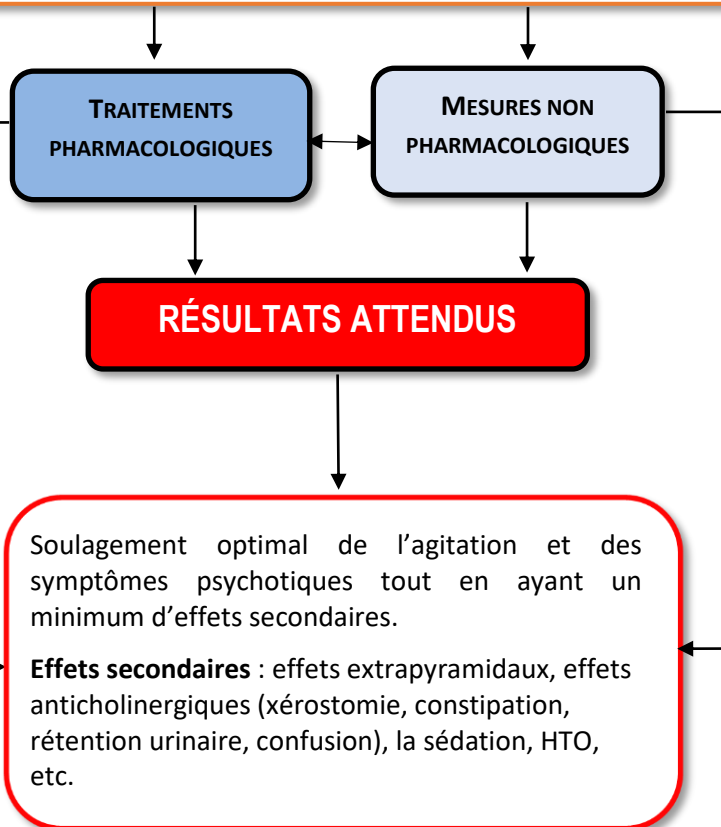 TRAITEMENTS
PHARMACOLOGIQUES
MESURES NON
PHARMACOLOGIQUES
RÉSULTATS ATTENDUS
Soulagement optimal de l’agitation et des
symptômes psychotiques tout en ayant un
minimum d’effets secondaires.
Effets secondaires : effets extrapyramidaux, effets
anticholinergiques (xérostomie, constipation,
rétention urinaire, confusion), la sédation, HTO,
etc.